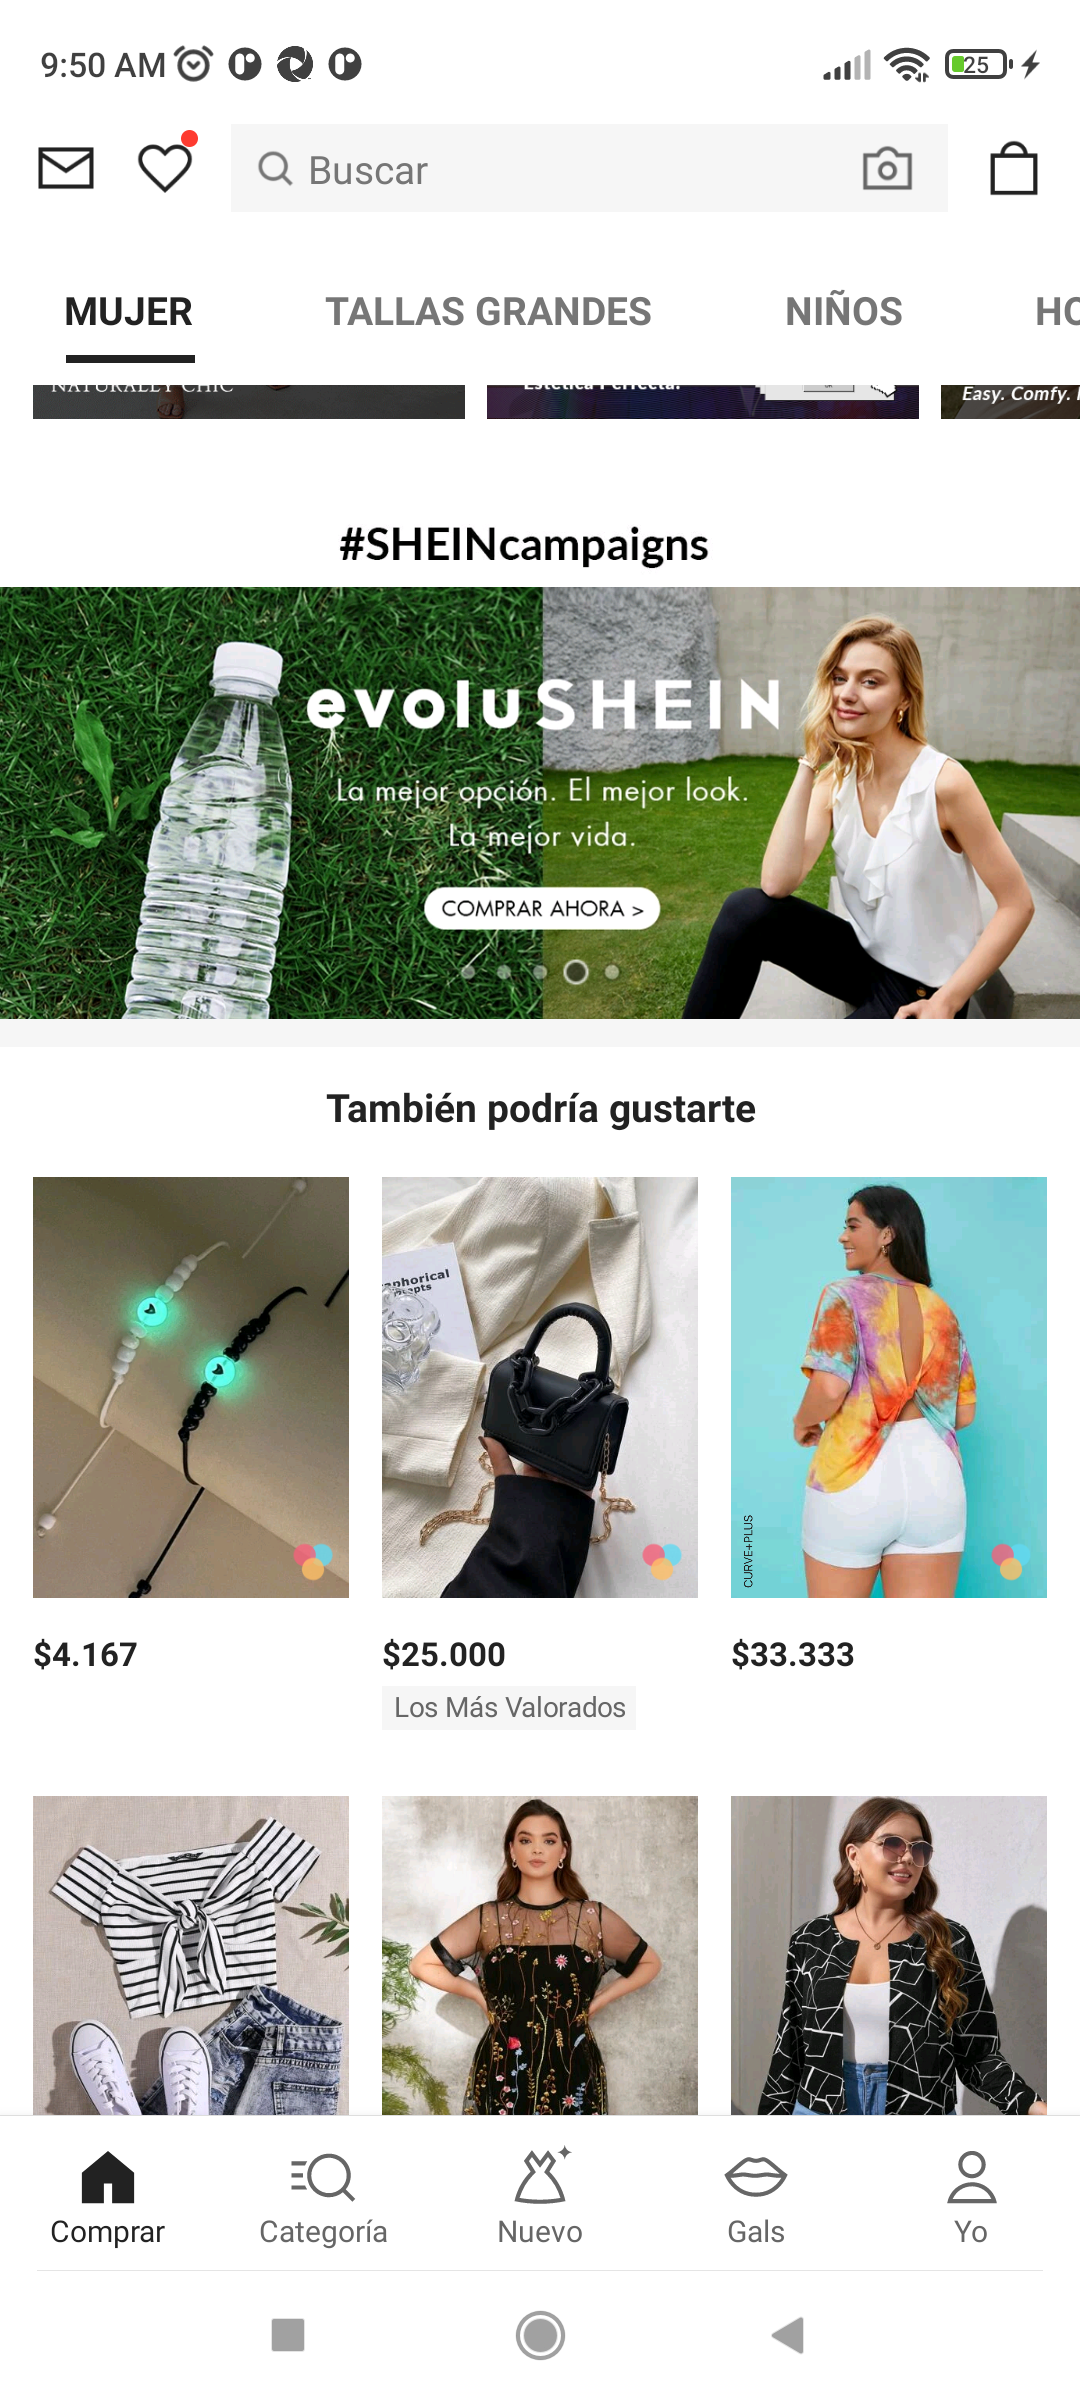 9:50 AM
25
Buscar
MUJER
TALLAS GRANDES
NIÑOS
HO
NATURALLY CHIC
Estética Perfecta!
Easy. Comfy.
#SHEINcampaigns
evoluSHEIN
La mejor opción. El mejor look.
La mejor vida.
COMPRAR AHORA >
También podría gustarte
aphorical
CURVE+PLUS
$4.167
$25.000
$33.333
Los Más Valorados
Comprar
Categoría
Nuevo
Gals
Yo